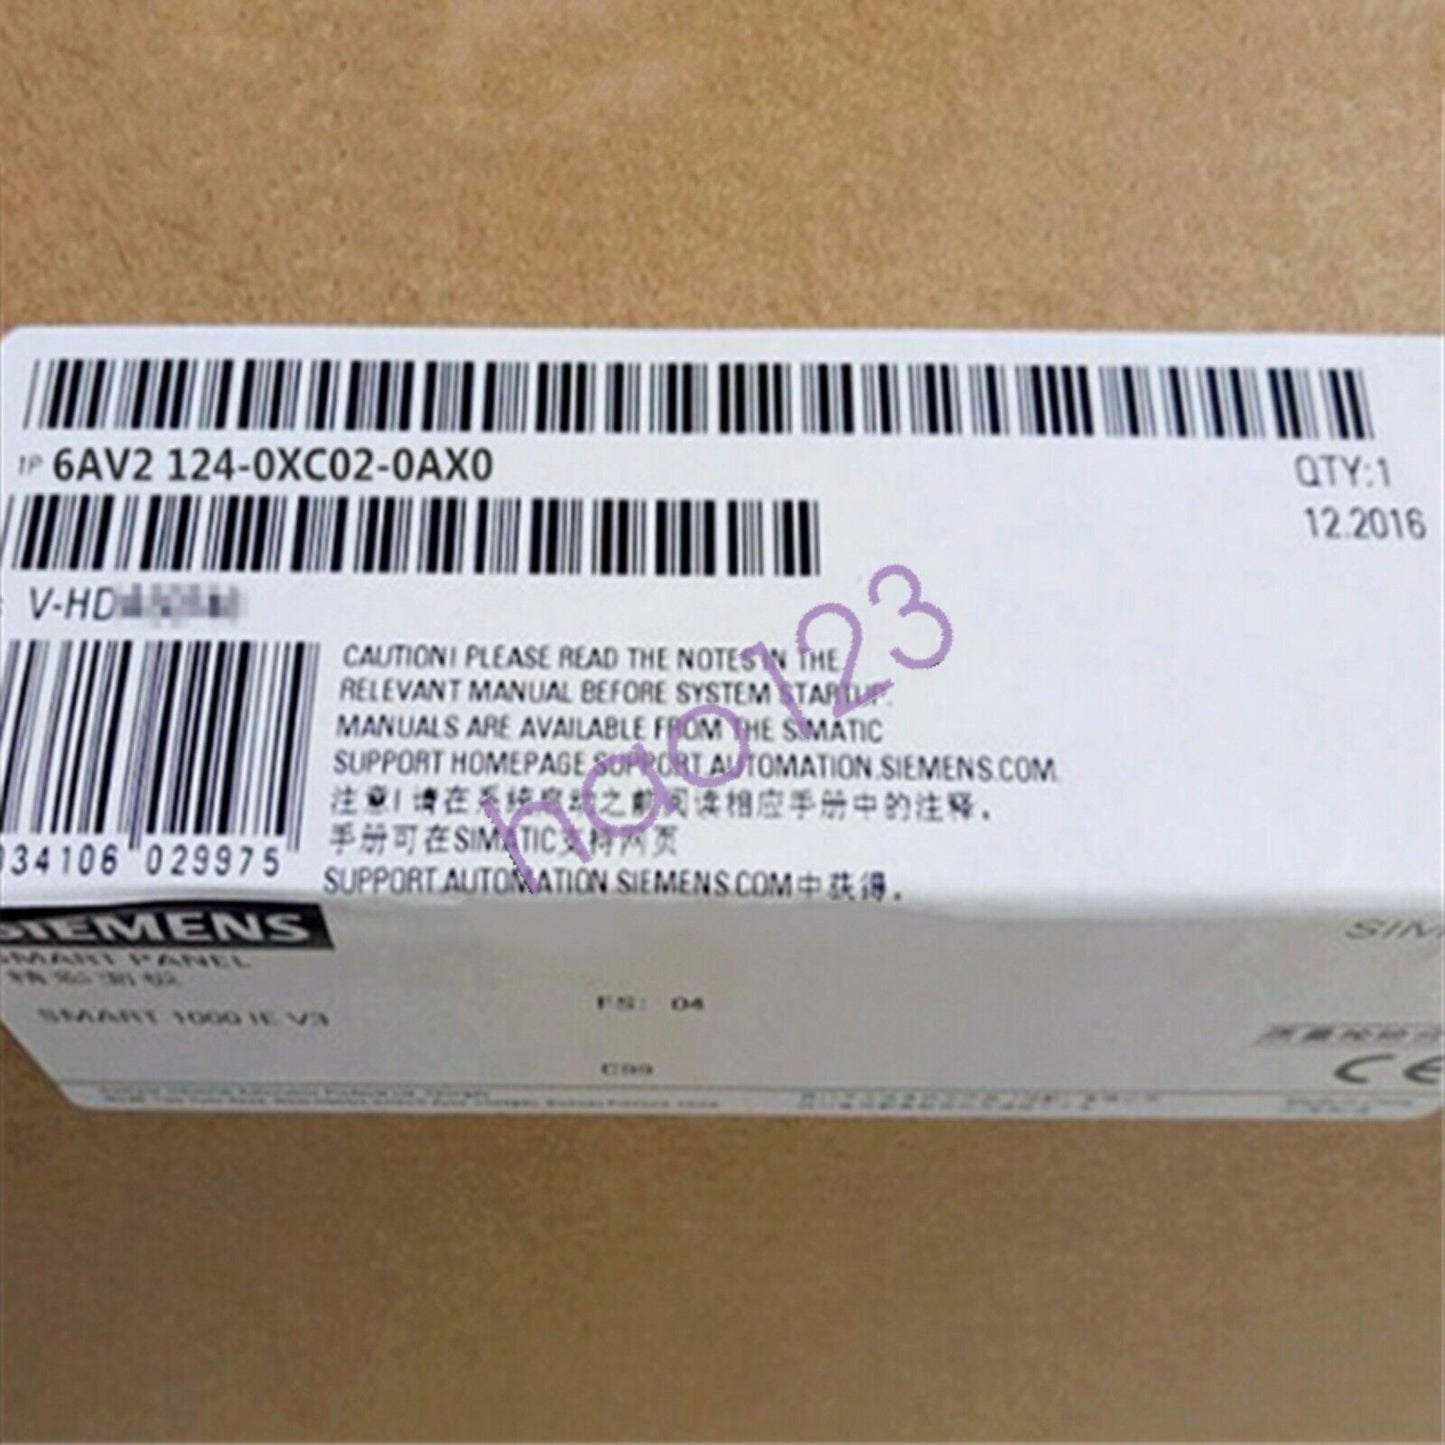 1P 6AV2 124-0XC02-0AX0
QTY:1
12.2016
V-HD
CAUTION! PLEASE READ THE NOTES IN THE
RELEVANT MANUAL BEFORE SYSTEM STARTUP.
MANUALS ARE AVAILABLE FROM THE SIMATIC
SUPPORT HOMEPAGE SUPPORT.AUTOMATION.SIEMENS.COM.
注意! 请在系统启动之前阅读相应手册中的注释.
手册可在SIMATIC支持网页
SUPPORT.AUTOMATION.SIEMENS.COM中获得.
034106 029975
hao123
SIEMENS
SMART PANEL
SMART 1000 IE V3
FS: 04
SIM
CE